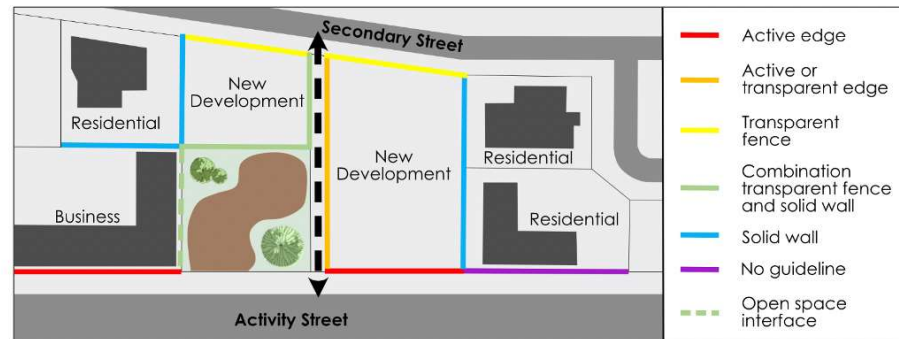 Secondary Street
New
Development
Residential
New
Development
Residential
Business
Residential
Activity Street
Active edge
Active or
transparent edge
Transparent
fence
Combination
transparent fence
and solid wall
Solid wall
No guideline
Open space
interface